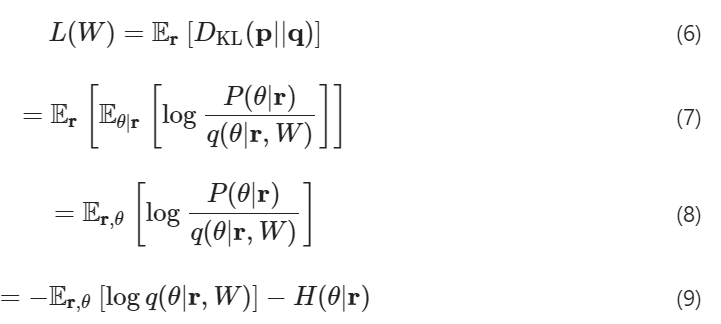 L(W) = 𝔼_𝐫 [D_KL(𝐩||𝐪)] (6)
= 𝔼_𝐫 [𝔼_θ|𝐫 [log P(θ|𝐫) / q(θ|𝐫, W)]] (7)
= 𝔼_𝐫,θ [log P(θ|𝐫) / q(θ|𝐫, W)] (8)
= −𝔼_𝐫,θ [log q(θ|𝐫, W)] − H(θ|𝐫) (9)